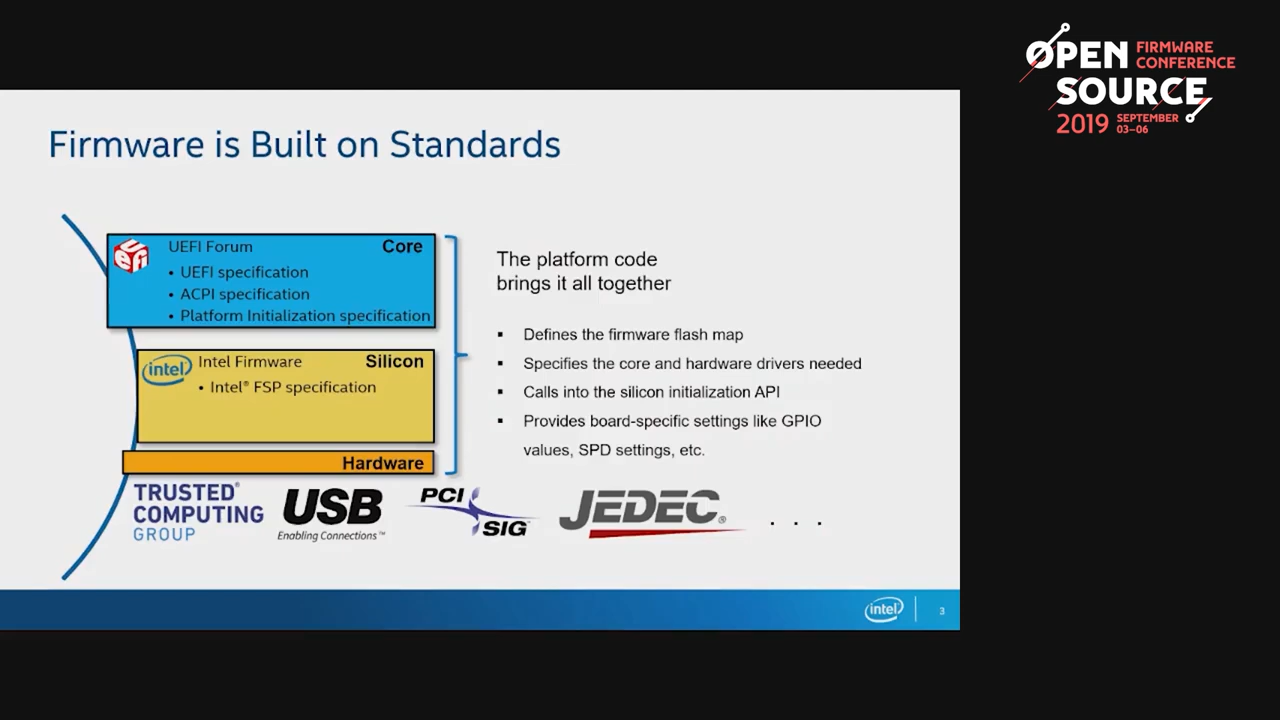 OPEN FIRMWARE
CONFERENCE
SOURCE
2019 SEPTEMBER
03–06
Firmware is Built on Standards
UEFI
UEFI Forum Core
• UEFI specification
• ACPI specification
• Platform Initialization specification
intel Intel Firmware Silicon
• Intel® FSP specification
Hardware
The platform code
brings it all together
▪ Defines the firmware flash map
▪ Specifies the core and hardware drivers needed
▪ Calls into the silicon initialization API
▪ Provides board-specific settings like GPIO
values, SPD settings, etc.
TRUSTED®
COMPUTING
GROUP
USB
Enabling Connections™
PCI
SIG
JEDEC®
. . .
intel
3